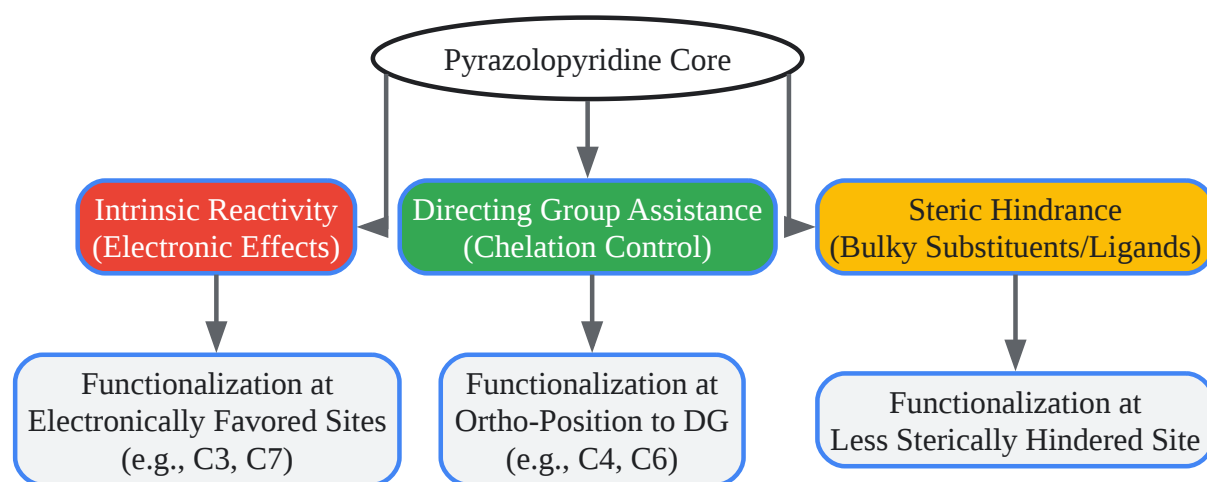 Pyrazolopyridine Core
Intrinsic Reactivity
(Electronic Effects)
Directing Group Assistance
(Chelation Control)
Steric Hindrance
(Bulky Substituents/Ligands)
Functionalization at
Electronically Favored Sites
(e.g., C3, C7)
Functionalization at
Ortho-Position to DG
(e.g., C4, C6)
Functionalization at
Less Sterically Hindered Site